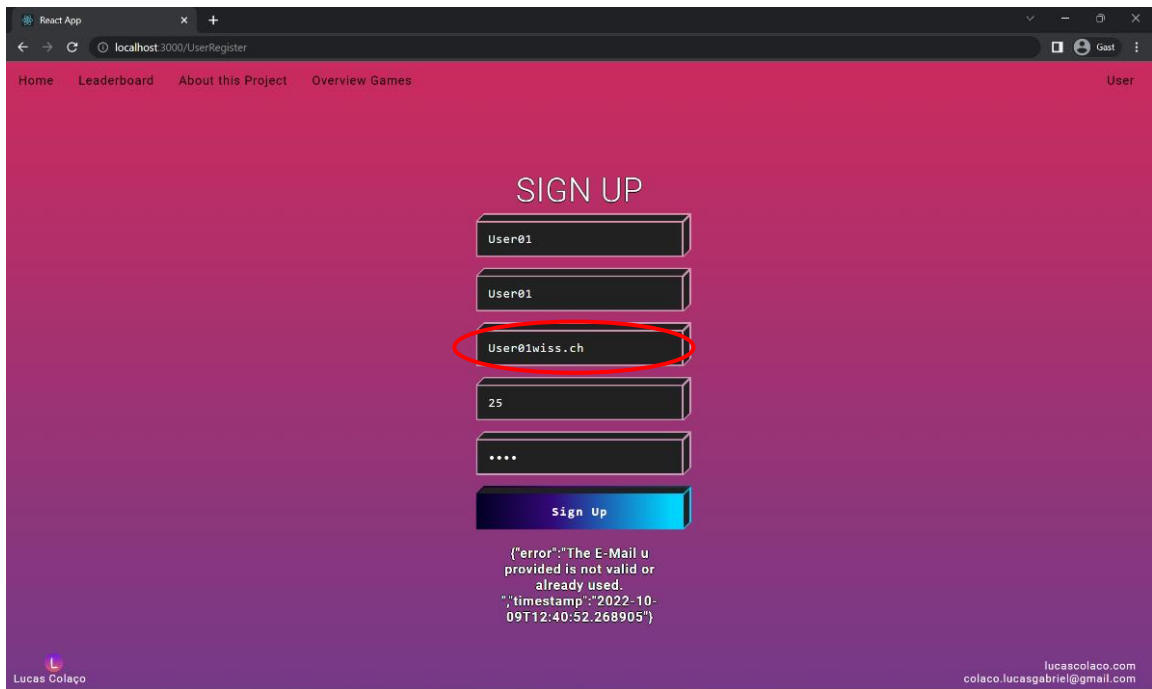 React App
localhost:3000/UserRegister
Gast
Home Leaderboard About this Project Overview Games User
SIGN UP
User01
User01
User01wiss.ch
25
••••
Sign Up
{"error":"The E-Mail u
provided is not valid or
already used.
","timestamp":"2022-10-
09T12:40:52.268905"}
L
Lucas Colaço
lucascolaco.com
colaco.lucasgabriel@gmail.com